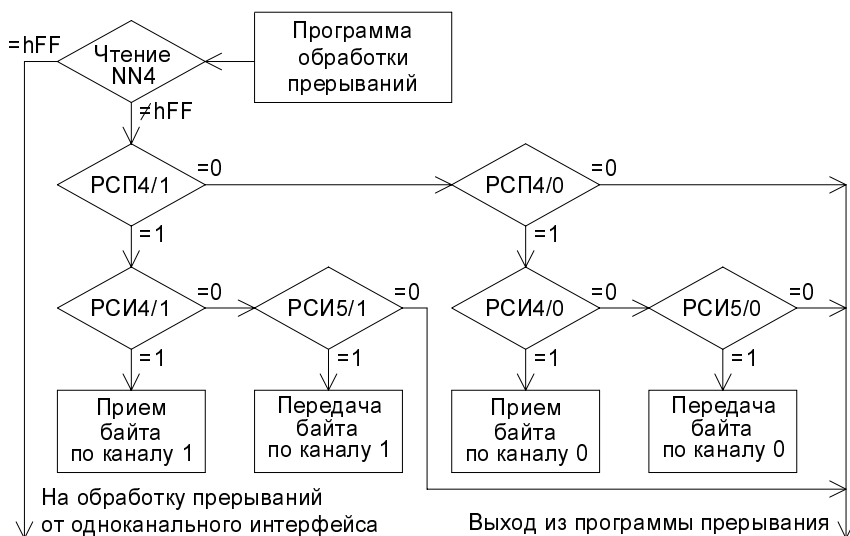 =hFF
Чтение
NN4
Программа
обработки
прерываний
≠hFF
РСП4/1
=0
РСП4/0
=0
=1
=1
РСИ4/1
=0
РСИ5/1
=0
РСИ4/0
=0
РСИ5/0
=0
=1
=1
=1
=1
Прием
байта
по каналу 1
Передача
байта
по каналу 1
Прием
байта
по каналу 0
Передача
байта
по каналу 0
На обработку прерываний
от одноканального интерфейса
Выход из программы прерывания